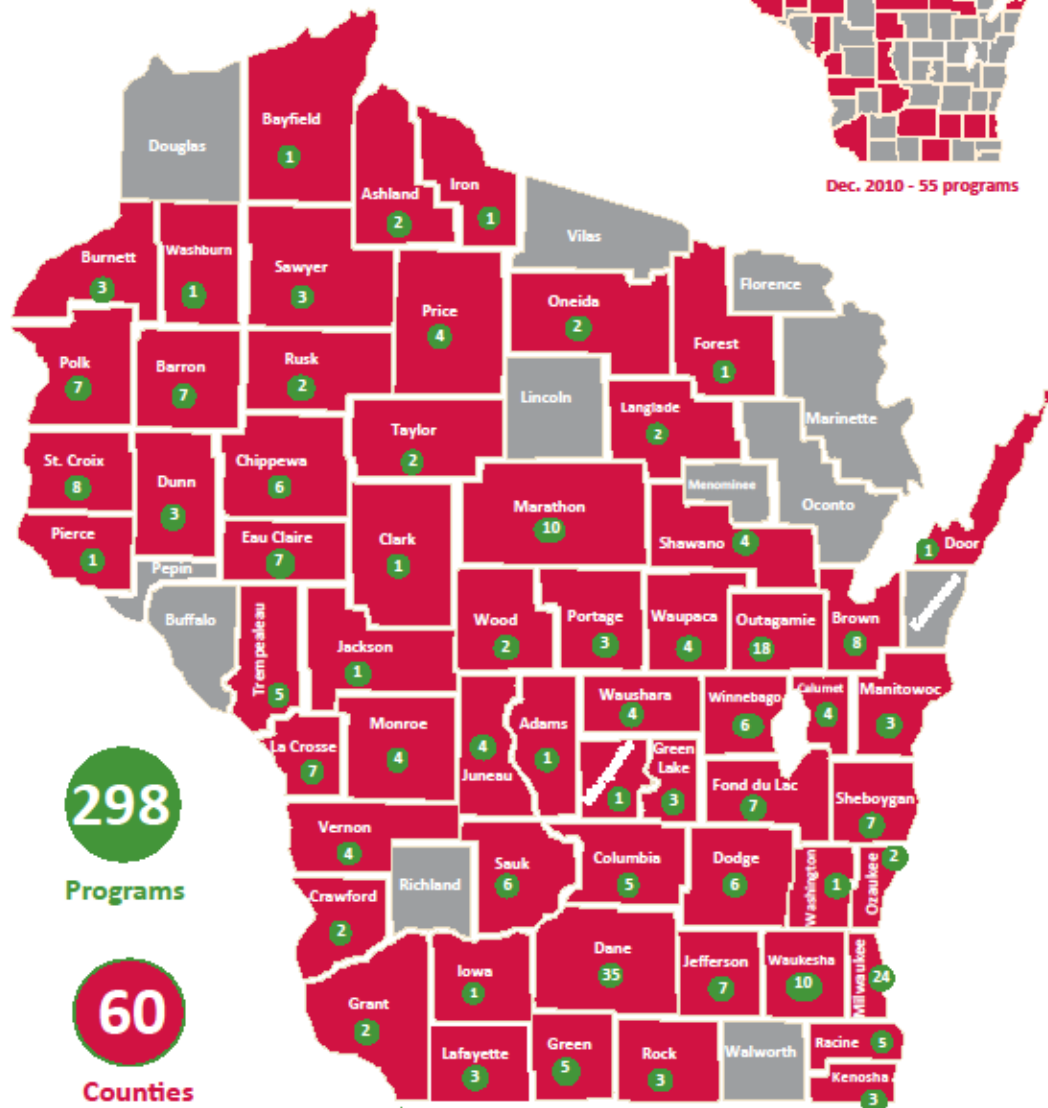 Dec. 2010 - 55 programs
Douglas
Bayfield
1
Ashland
2
Iron
1
Vilas
Florence
Burnett
3
Washburn
1
Sawyer
3
Price
4
Oneida
2
Forest
1
Marinette
Polk
7
Barron
7
Rusk
2
Lincoln
Langlade
2
Taylor
2
St. Croix
8
Dunn
3
Chippewa
6
Marathon
10
Menominee
Oconto
Pierce
1
Eau Claire
7
Clark
1
Shawano
4
Door
1
Pepin
Buffalo
Trempealeau
5
Jackson
1
Wood
2
Portage
3
Waupaca
4
Outagamie
18
Brown
8
La Crosse
7
Monroe
4
4
Juneau
Adams
1
Waushara
4
Winnebago
6
Calumet
4
Manitowoc
3
1
Green
Lake
3
Fond du Lac
7
Sheboygan
7
298
Programs
Vernon
4
Richland
Sauk
6
Columbia
5
Dodge
6
Washington
1
Ozaukee
2
Crawford
2
60
Counties
Grant
2
Iowa
1
Dane
35
Jefferson
7
Waukesha
10
Milwaukee
24
Lafayette
3
Green
5
Rock
3
Walworth
Racine
5
Kenosha
3